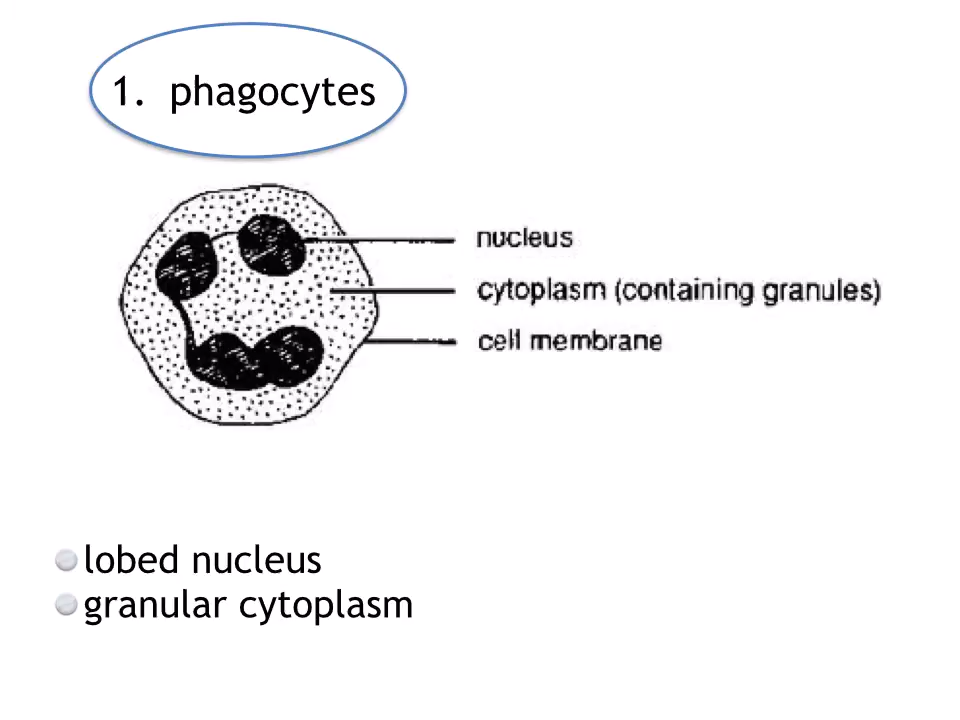 1. phagocytes
nucleus
cytoplasm (containing granules)
cell membrane
lobed nucleus
granular cytoplasm